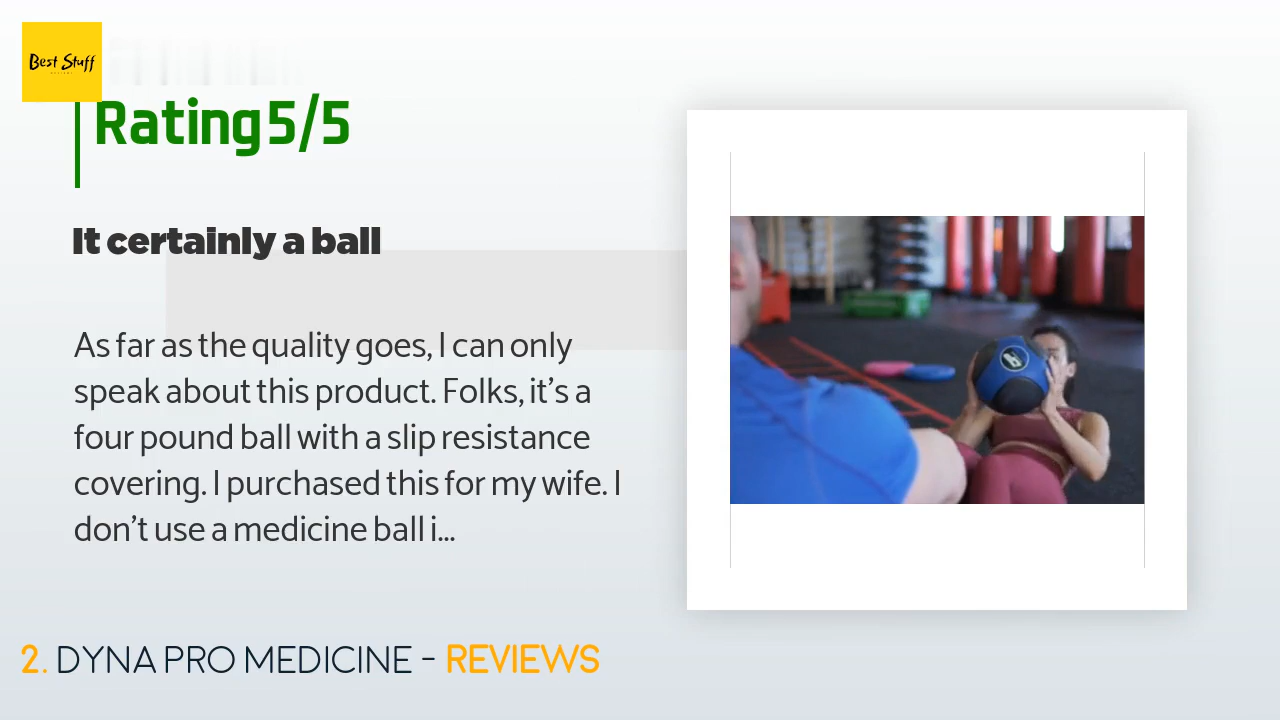 Best Stuff
Rating 5/5
It certainly a ball
As far as the quality goes, I can only
speak about this product. Folks, it's a
four pound ball with a slip resistance
covering. I purchased this for my wife. I
don't use a medicine ball i...
2. DYNA PRO MEDICINE - REVIEWS